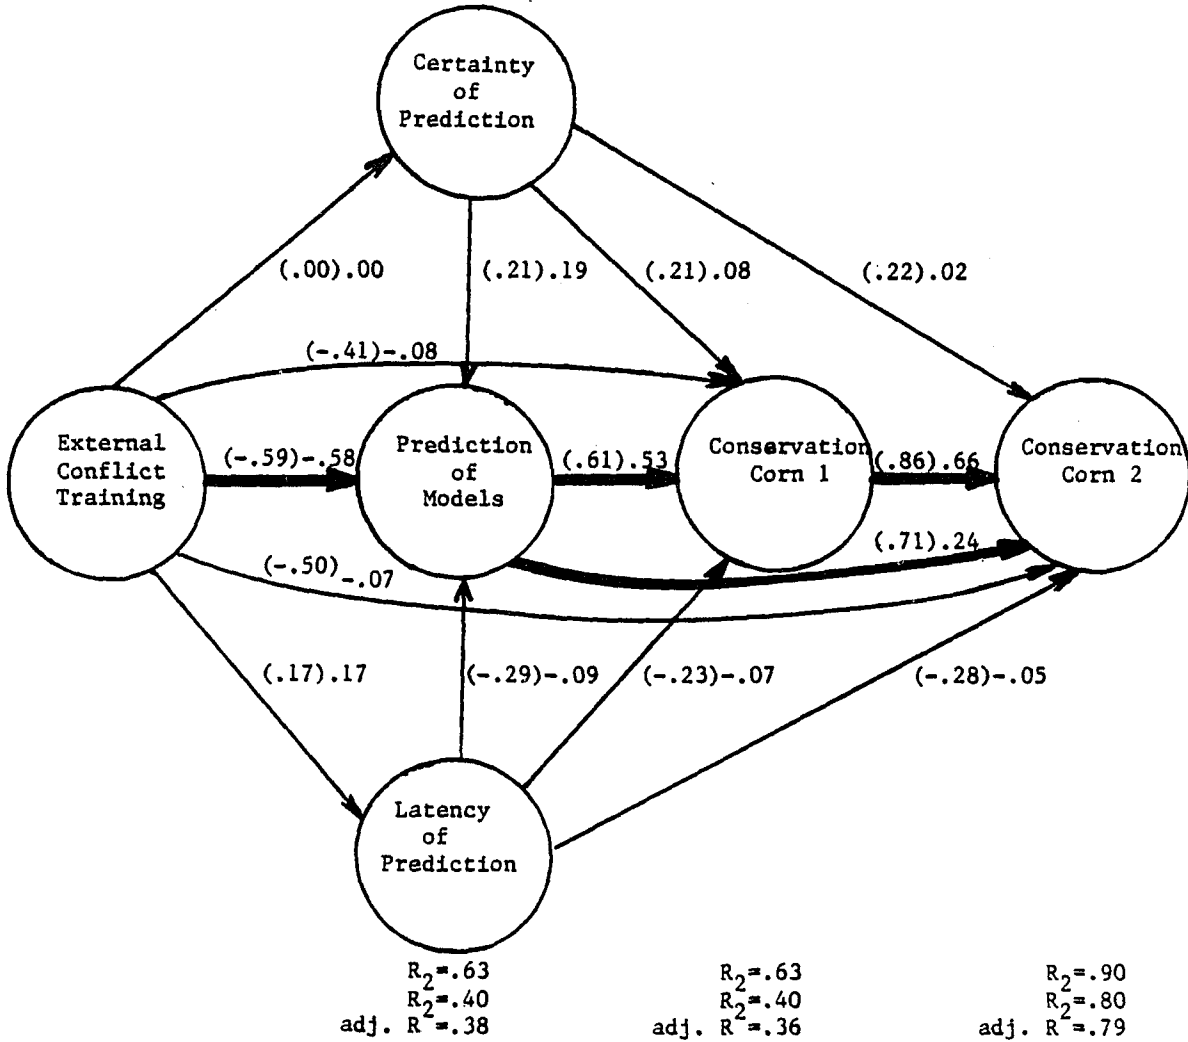 Certainty
of
Prediction
(.00).00
(.21).19
(.21).08
(.22).02
(-.41)-.08
External
Conflict
Training
(-.59)-.58
Prediction
of
Models
(.61).53
Conservation
Corn 1
(.86).66
Conservation
Corn 2
(.71).24
(-.50)-.07
(.17).17
(-.29)-.09
(-.23)-.07
(-.28)-.05
Latency
of
Prediction
R =.63
R2=.40
adj. R2=.38
R =.63
R2=.40
adj. R2=.36
R =.90
R2=.80
adj. R2=.79